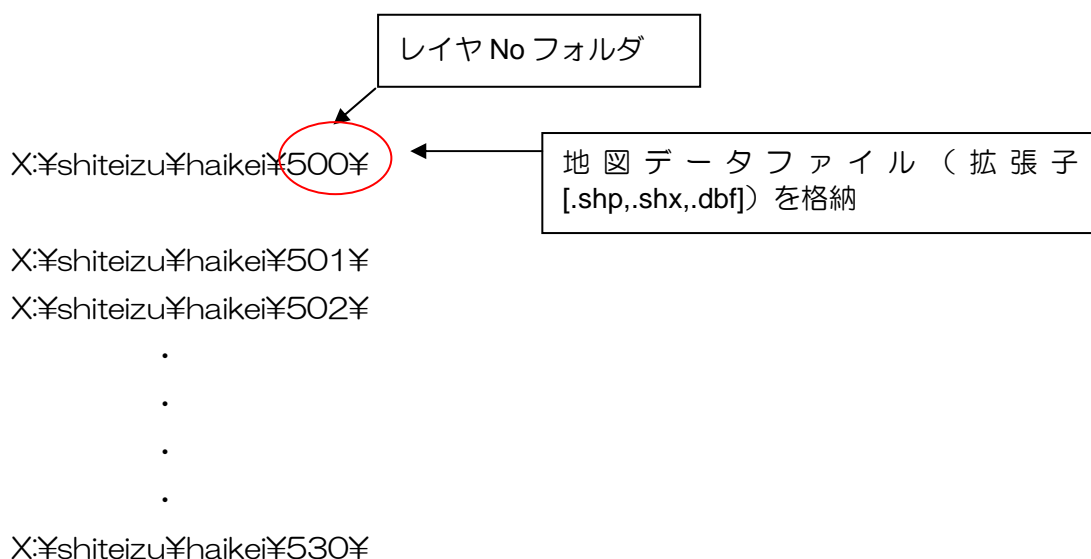 レイヤ No フォルダ
X:¥shiteizu¥haikei¥500¥
地図データファイル（拡張子
[.shp,.shx,.dbf]）を格納
X:¥shiteizu¥haikei¥501¥
X:¥shiteizu¥haikei¥502¥
・
・
・
・
X:¥shiteizu¥haikei¥530¥